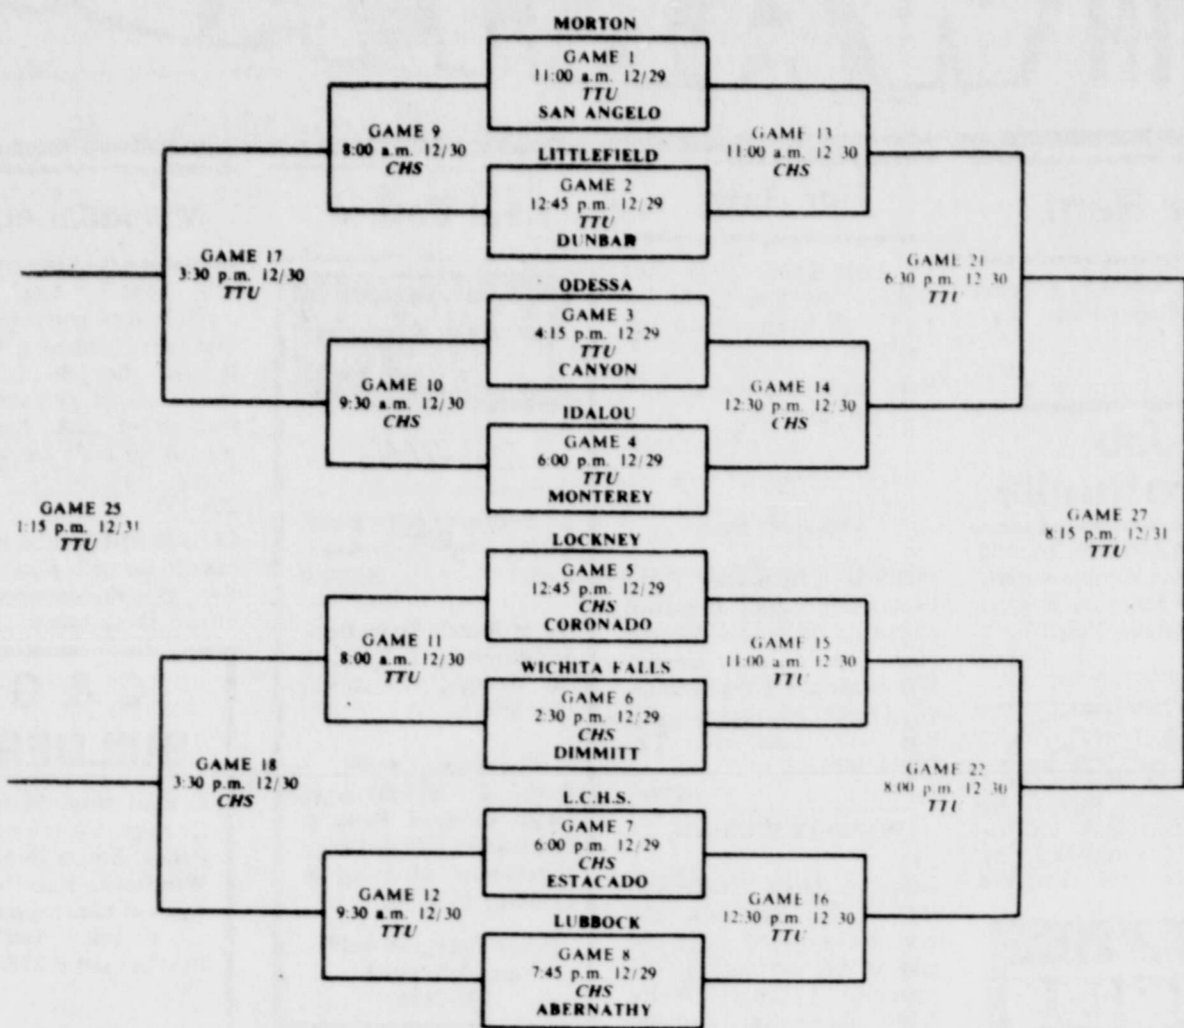 MORTON
GAME 1
11:00 a.m. 12/29
TTU
SAN ANGELO
GAME 9
8:00 a.m. 12/30
CHS
GAME 13
11:00 a.m. 12 30
CHS
LITTLEFIELD
GAME 2
12:45 p.m. 12/29
TTU
DUNBAR
GAME 17
3:30 p.m. 12/30
TTU
GAME 21
6:30 p.m. 12 30
TTU
ODESSA
GAME 3
4:15 p.m. 12 29
TTU
CANYON
GAME 10
9:30 a.m. 12/30
CHS
GAME 14
12:30 p.m. 12/30
CHS
IDALOU
GAME 4
6:00 p.m. 12/29
TTU
MONTEREY
GAME 25
1:15 p.m. 12/31
TTU
GAME 27
8:15 p.m. 12/31
TTU
LOCKNEY
GAME 5
12:45 p.m. 12/29
CHS
CORONADO
GAME 11
8:00 a.m. 12/30
TTU
GAME 15
11:00 a m. 12 30
TTU
WICHITA FALLS
GAME 6
2:30 p.m. 12/29
CHS
DIMMITT
GAME 18
3:30 p.m. 12/30
CHS
GAME 22
8:00 p.m. 12 30
TTU
L.C.H.S.
GAME 7
6:00 p.m. 12/29
CHS
ESTACADO
GAME 12
9:30 a.m. 12/30
TTU
GAME 16
12:30 p.m. 12 30
TTU
LUBBOCK
GAME 8
7:45 p.m. 12/29
CHS
ABERNATHY